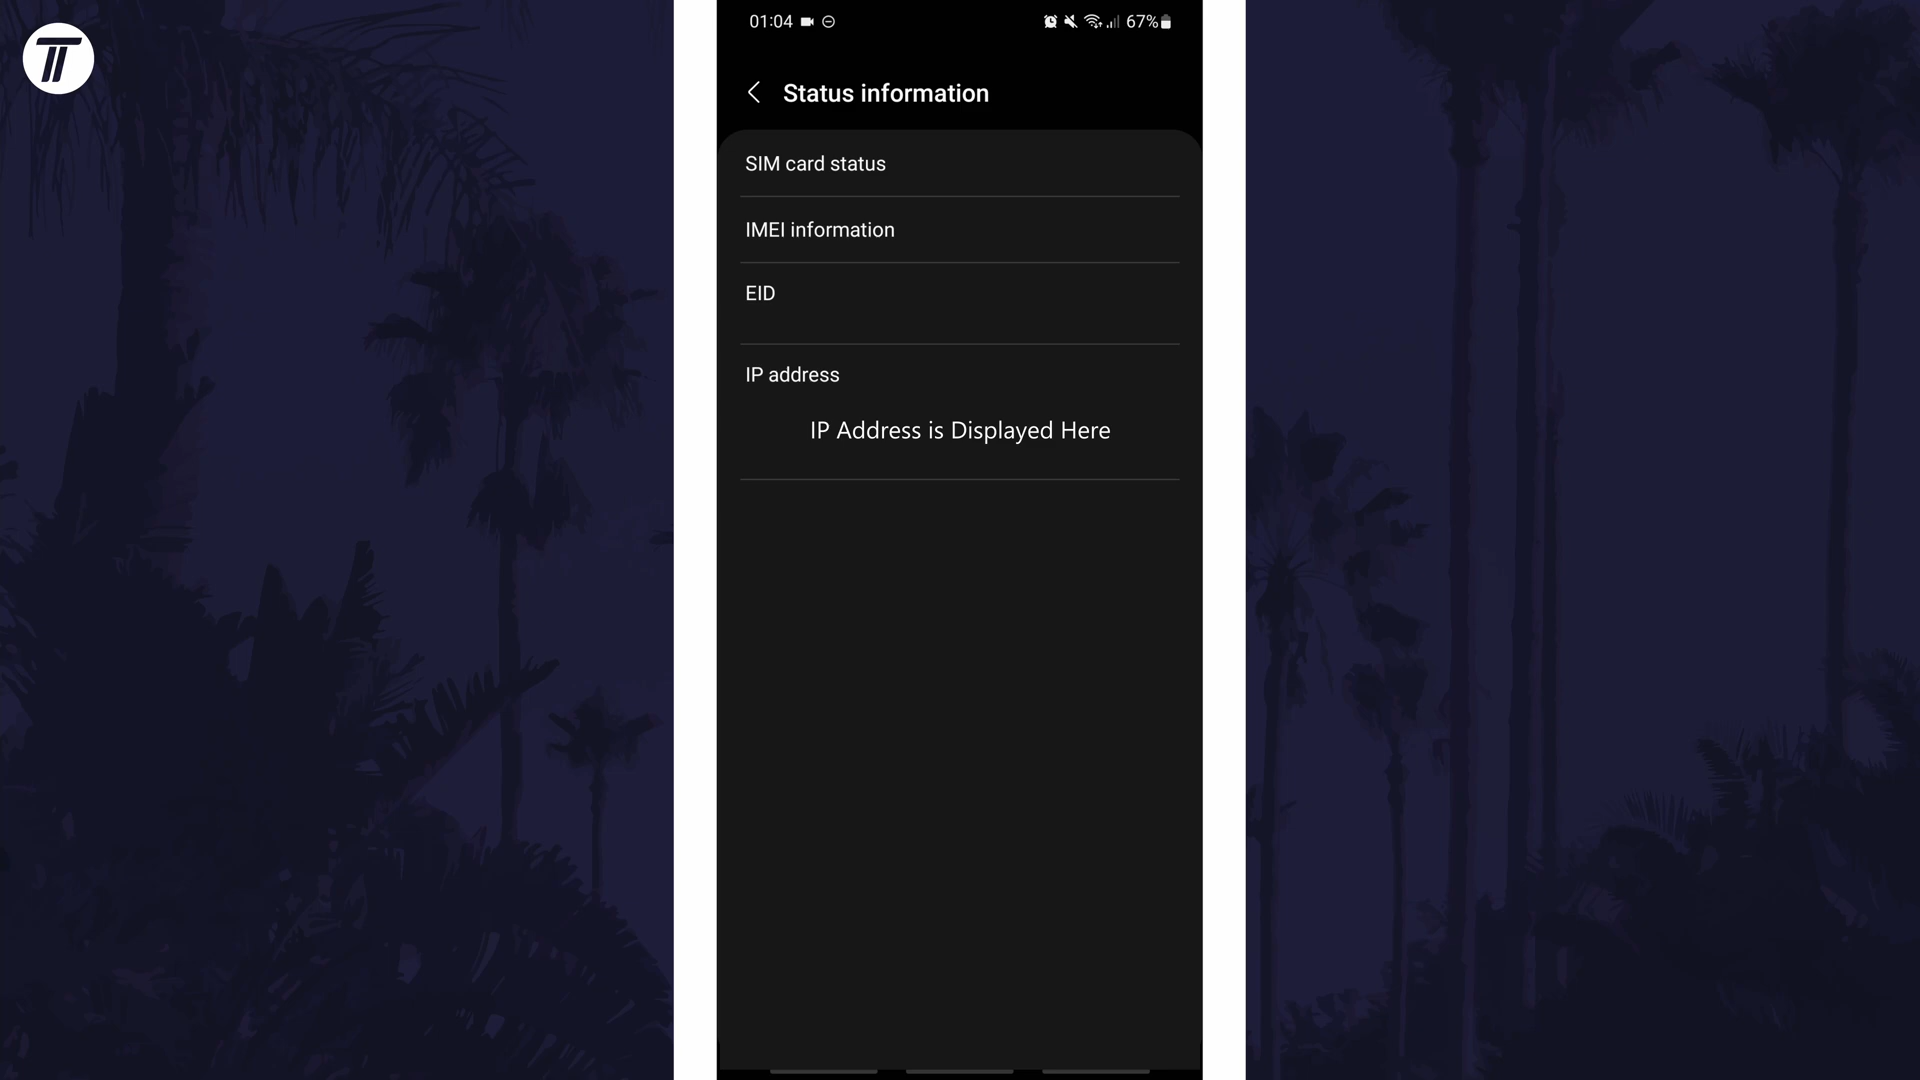 01:04
67%
Status information
SIM card status
IMEI information
EID
IP address
IP Address is Displayed Here